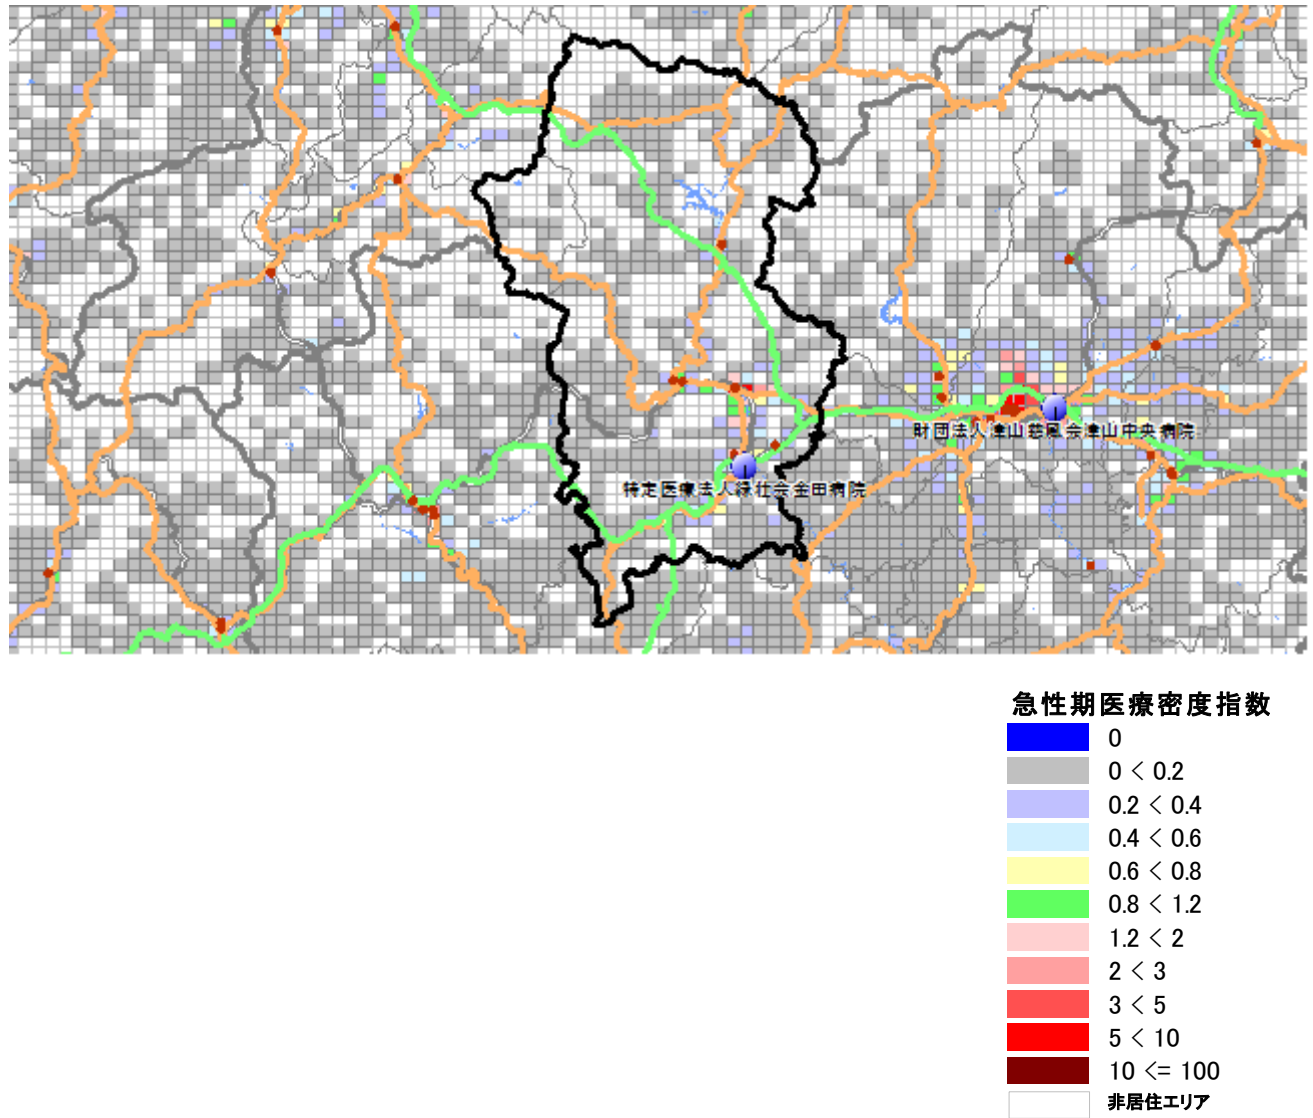 財団法人津山慈風会津山中央病院
特定医療法人緑壮会金田病院
急性期医療密度指数
0
0 < 0.2
0.2 < 0.4
0.4 < 0.6
0.6 < 0.8
0.8 < 1.2
1.2 < 2
2 < 3
3 < 5
5 < 10
10 <= 100
非居住エリア